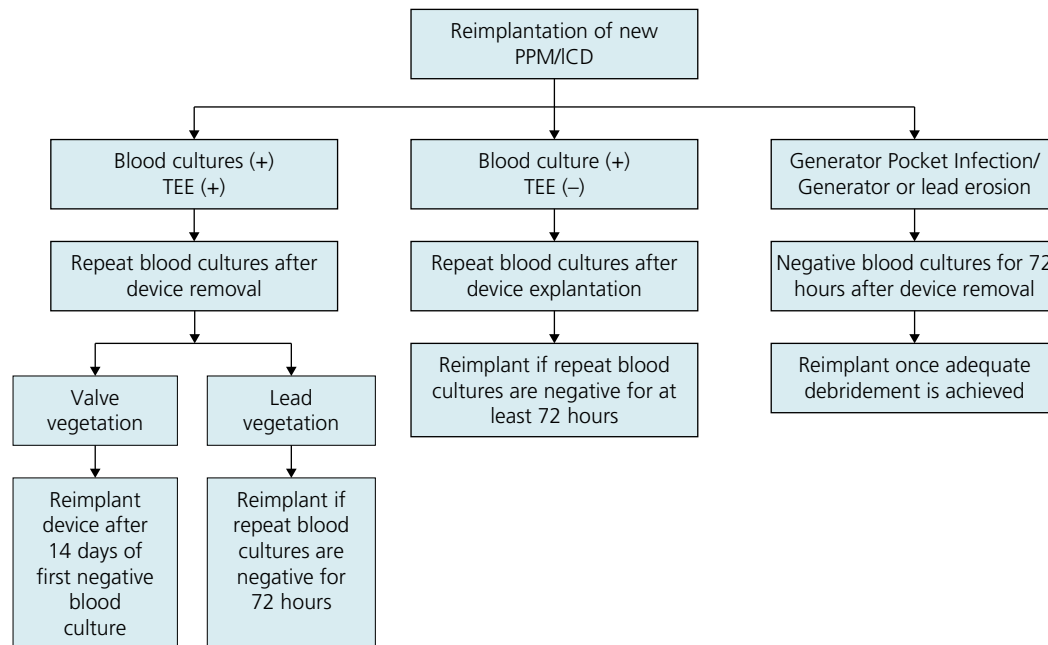 Reimplantation of new
PPM/ICD
Blood cultures (+)
TEE (+)
Blood culture (+)
TEE (–)
Generator Pocket Infection/
Generator or lead erosion
Repeat blood cultures after
device removal
Repeat blood cultures after
device explantation
Negative blood cultures for 72
hours after device removal
Valve
vegetation
Lead
vegetation
Reimplant if repeat blood
cultures are negative for at
least 72 hours
Reimplant once adequate
debridement is achieved
Reimplant
device after
14 days of
first negative
blood
culture
Reimplant if
repeat blood
cultures are
negative for
72 hours